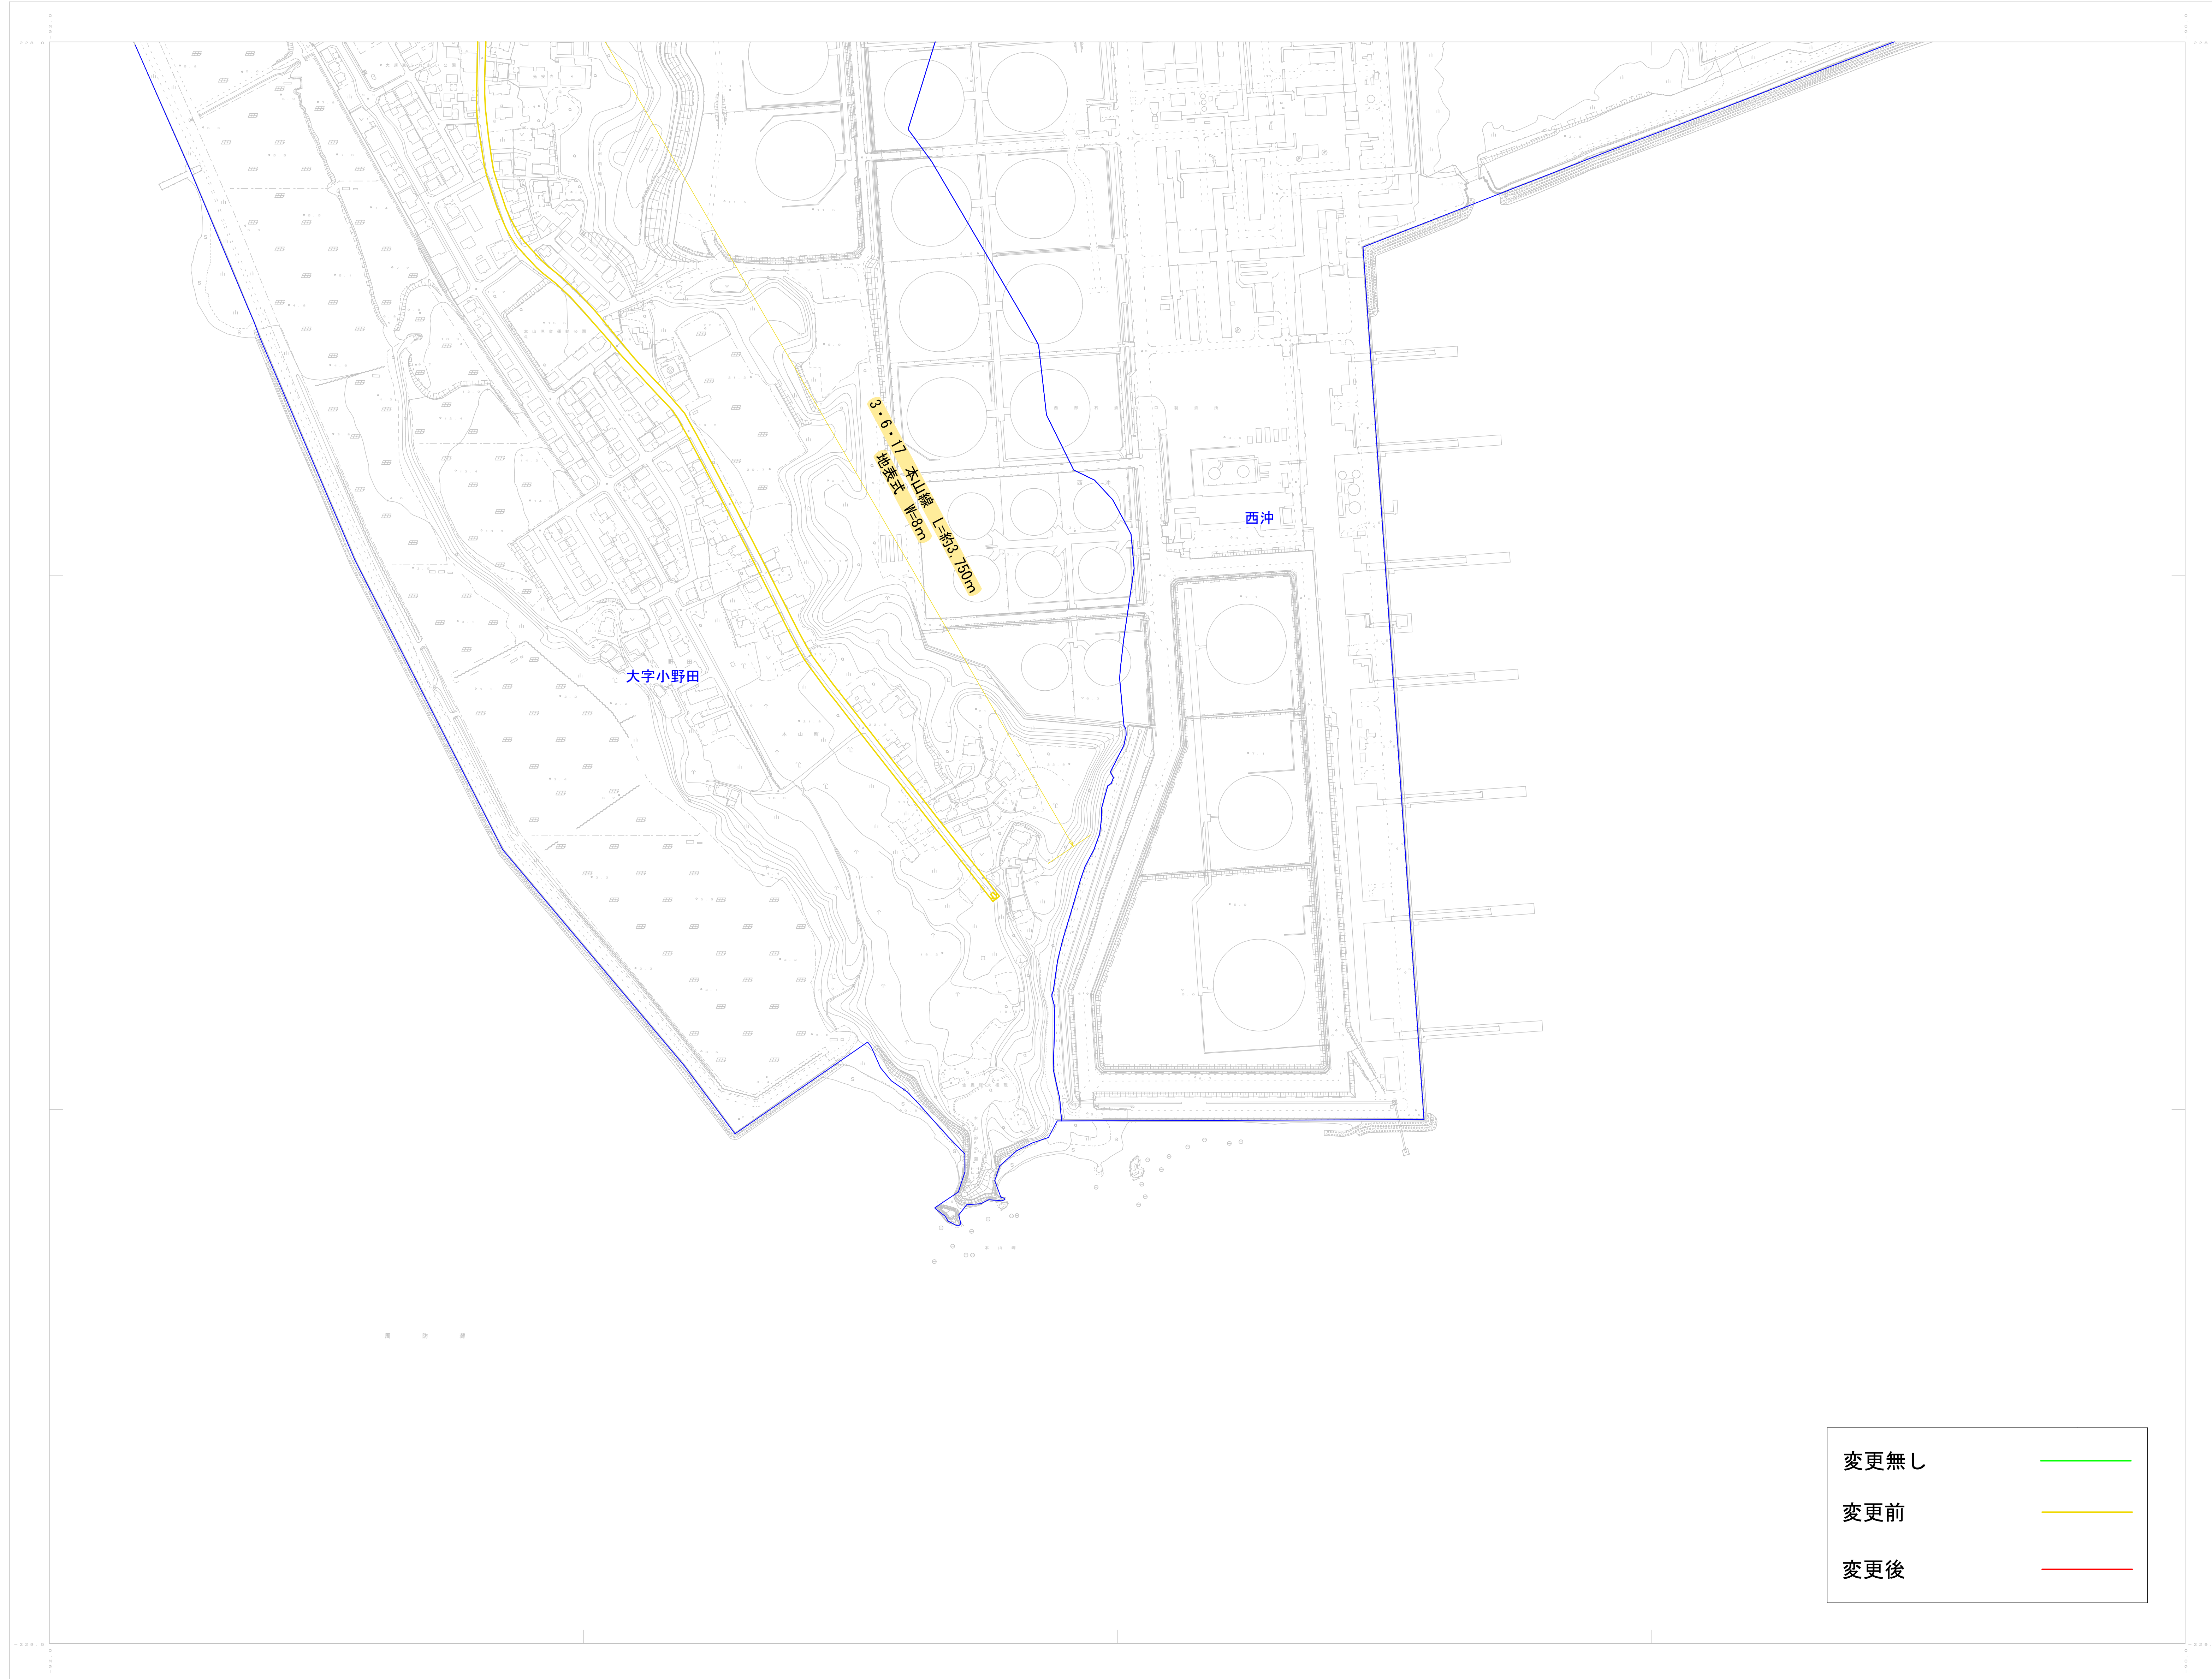 3・6・17 本山線 L=約3,750m
地表式 W=8m
西沖
大字小野田
変更無し
変更前
変更後